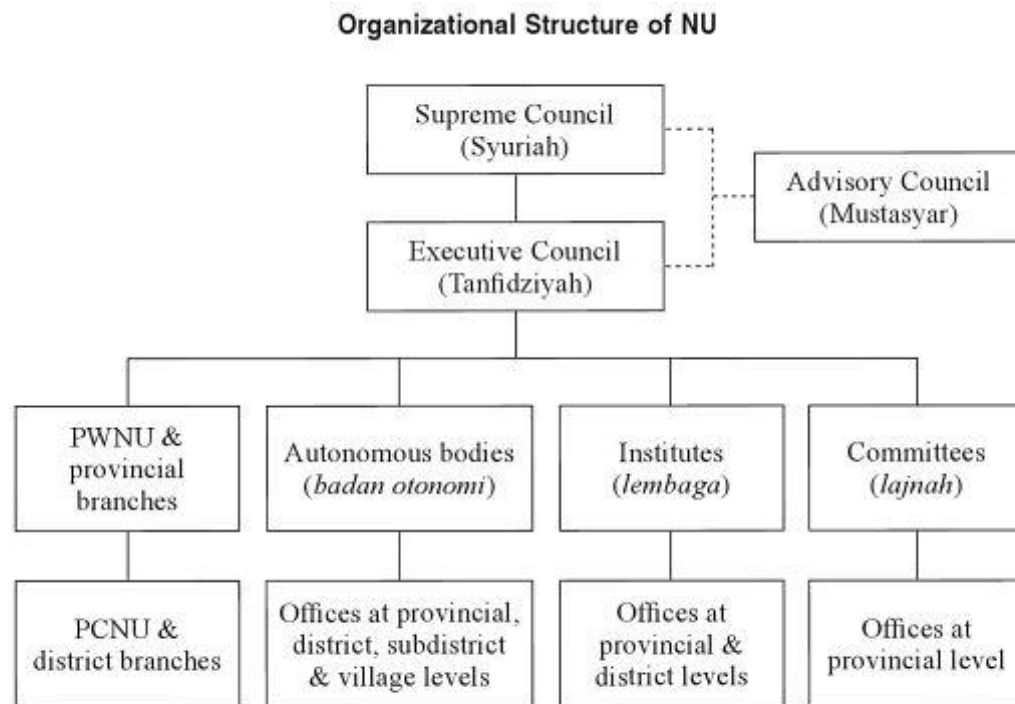 Organizational Structure of NU
Supreme Council
(Syuriah)
Advisory Council
(Mustasyar)
Executive Council
(Tanfidziyah)
PWNU &
provincial
branches
Autonomous bodies
(badan otonomi)
Institutes
(lembaga)
Committees
(lajnah)
PCNU &
district branches
Offices at provincial,
district, subdistrict
& village levels
Offices at
provincial &
district levels
Offices at
provincial level